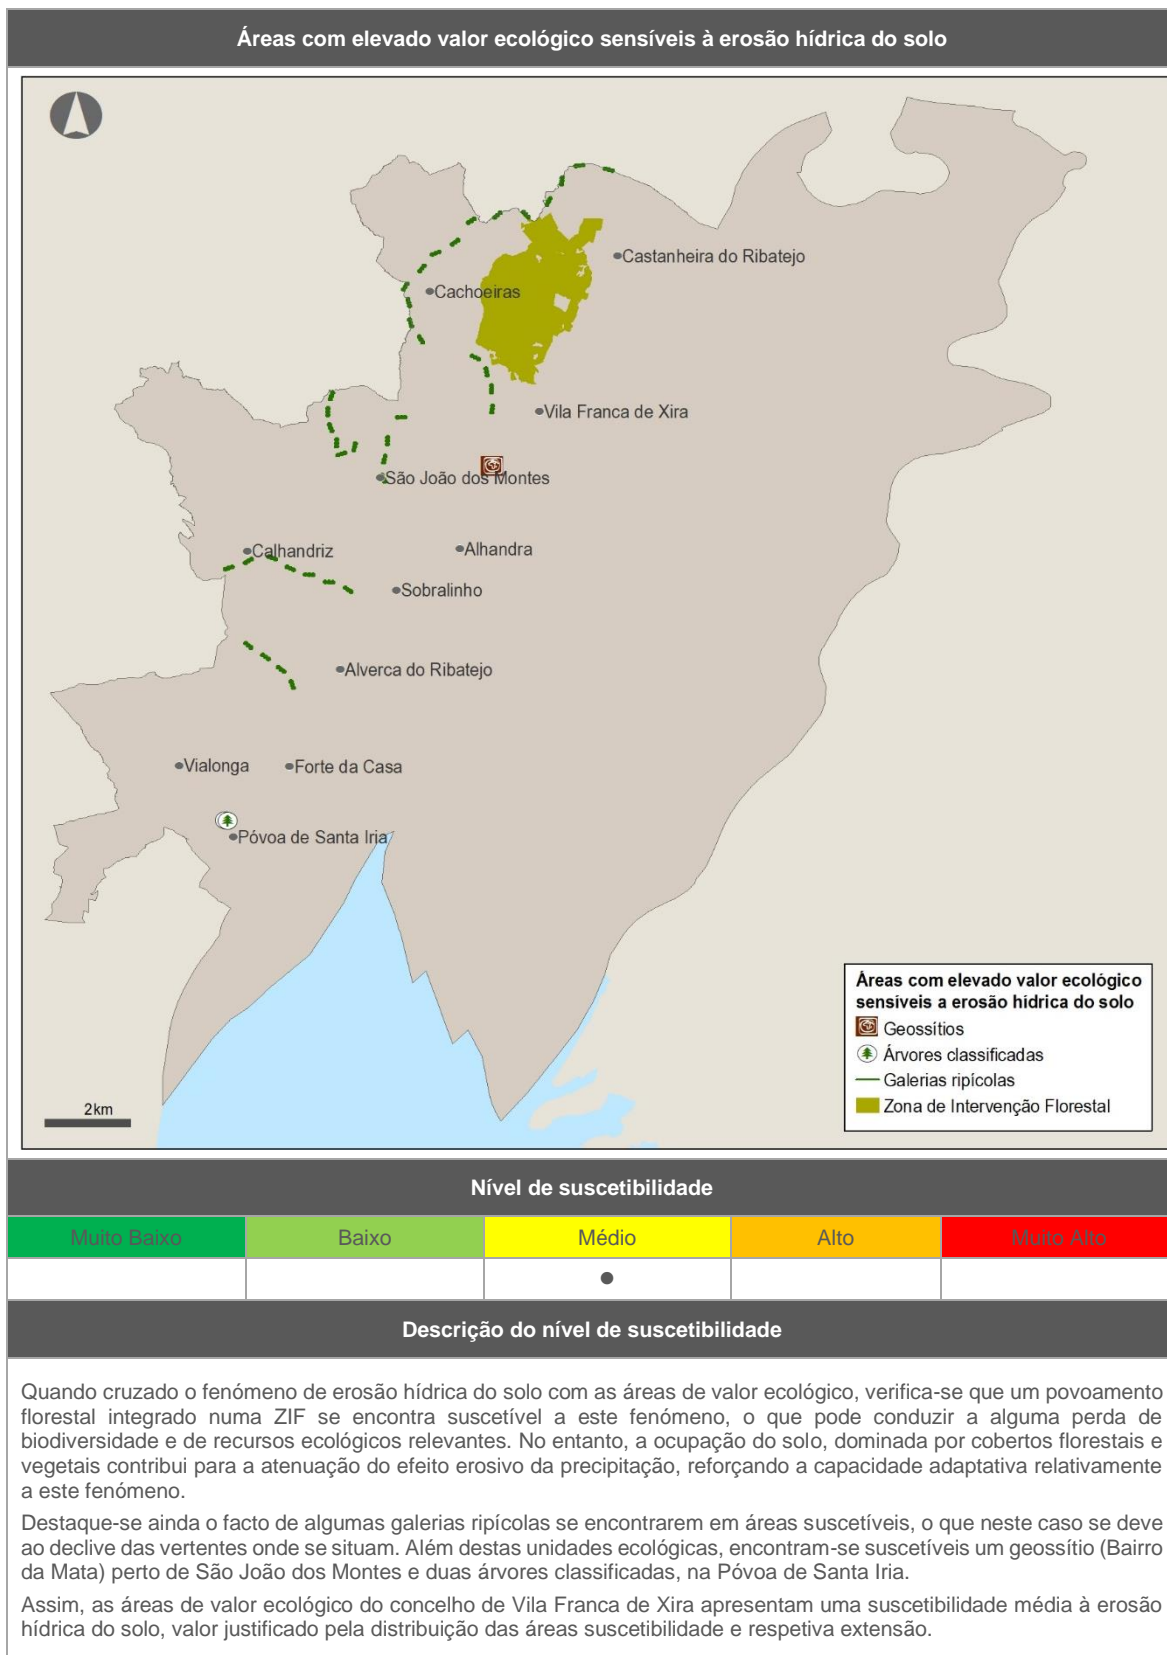 Áreas com elevado valor ecológico sensíveis à erosão hídrica do solo
Castanheira do Ribatejo
Cachoeiras
Vila Franca de Xira
São João dos Montes
Calhandriz
Alhandra
Sobralinho
Alverca do Ribatejo
Vialonga
Forte da Casa
Póvoa de Santa Iria
Áreas com elevado valor ecológico
sensíveis a erosão hídrica do solo
Geossítios
Árvores classificadas
Galerias ripícolas
Zona de Intervenção Florestal
2km
Nível de suscetibilidade
Muito Baixo Baixo Médio Alto Muito Alto
Descrição do nível de suscetibilidade
Quando cruzado o fenómeno de erosão hídrica do solo com as áreas de valor ecológico, verifica-se que um povoamento
florestal integrado numa ZIF se encontra suscetível a este fenómeno, o que pode conduzir a alguma perda de
biodiversidade e de recursos ecológicos relevantes. No entanto, a ocupação do solo, dominada por cobertos florestais e
vegetais contribui para a atenuação do efeito erosivo da precipitação, reforçando a capacidade adaptativa relativamente
a este fenómeno.
Destaque-se ainda o facto de algumas galerias ripícolas se encontrarem em áreas suscetíveis, o que neste caso se deve
ao declive das vertentes onde se situam. Além destas unidades ecológicas, encontram-se suscetíveis um geossítio (Bairro
da Mata) perto de São João dos Montes e duas árvores classificadas, na Póvoa de Santa Iria.
Assim, as áreas de valor ecológico do concelho de Vila Franca de Xira apresentam uma suscetibilidade média à erosão
hídrica do solo, valor justificado pela distribuição das áreas suscetibilidade e respetiva extensão.